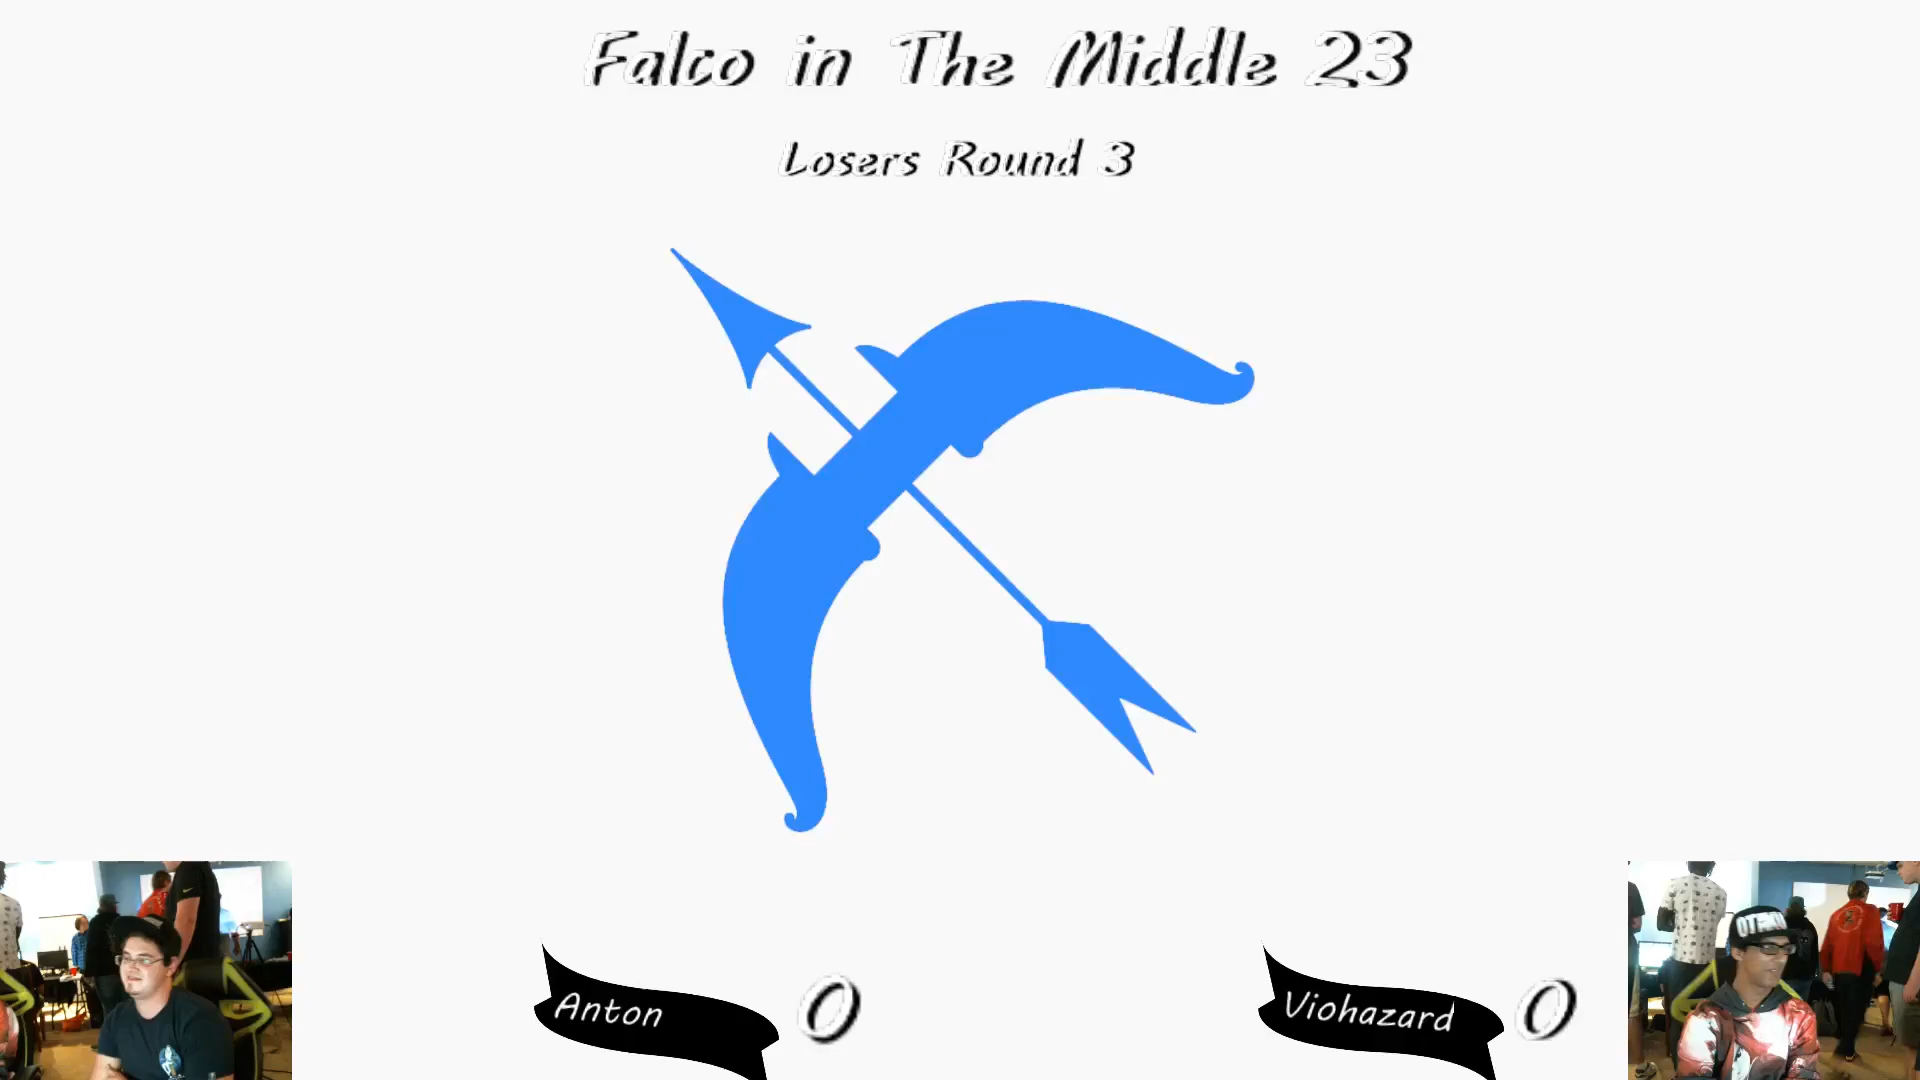 Falco in The Middle 23
Losers Round 3
Anton
0
Viohazard
0